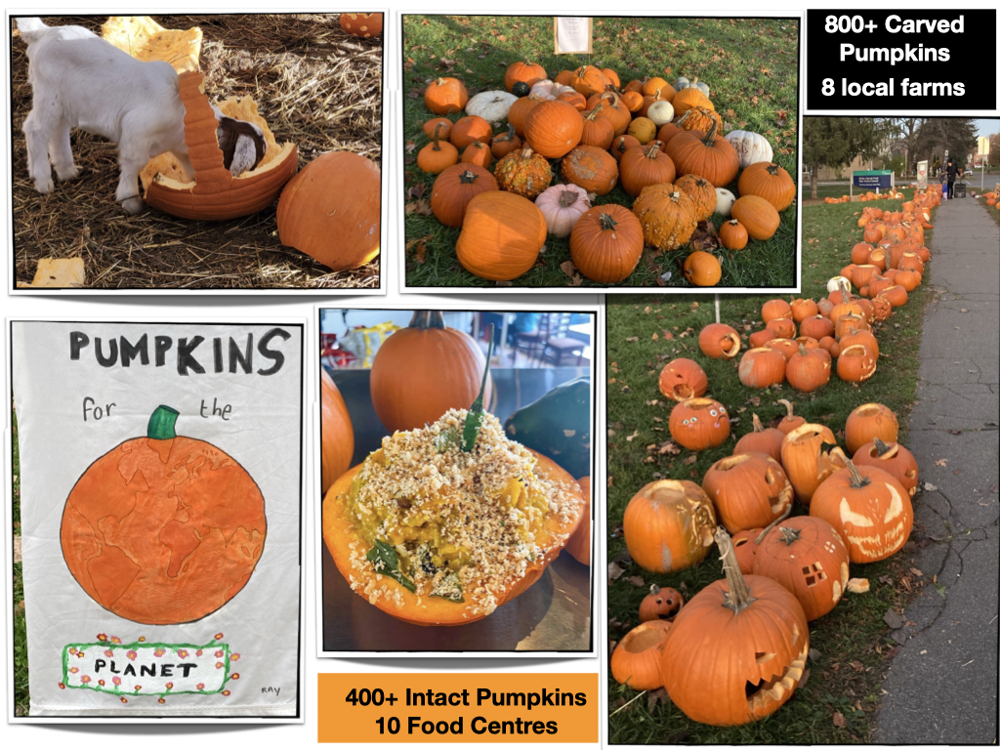 800+ Carved
Pumpkins
8 local farms
PUMPKINS
for the
PLANET
RAY
400+ Intact Pumpkins
10 Food Centres